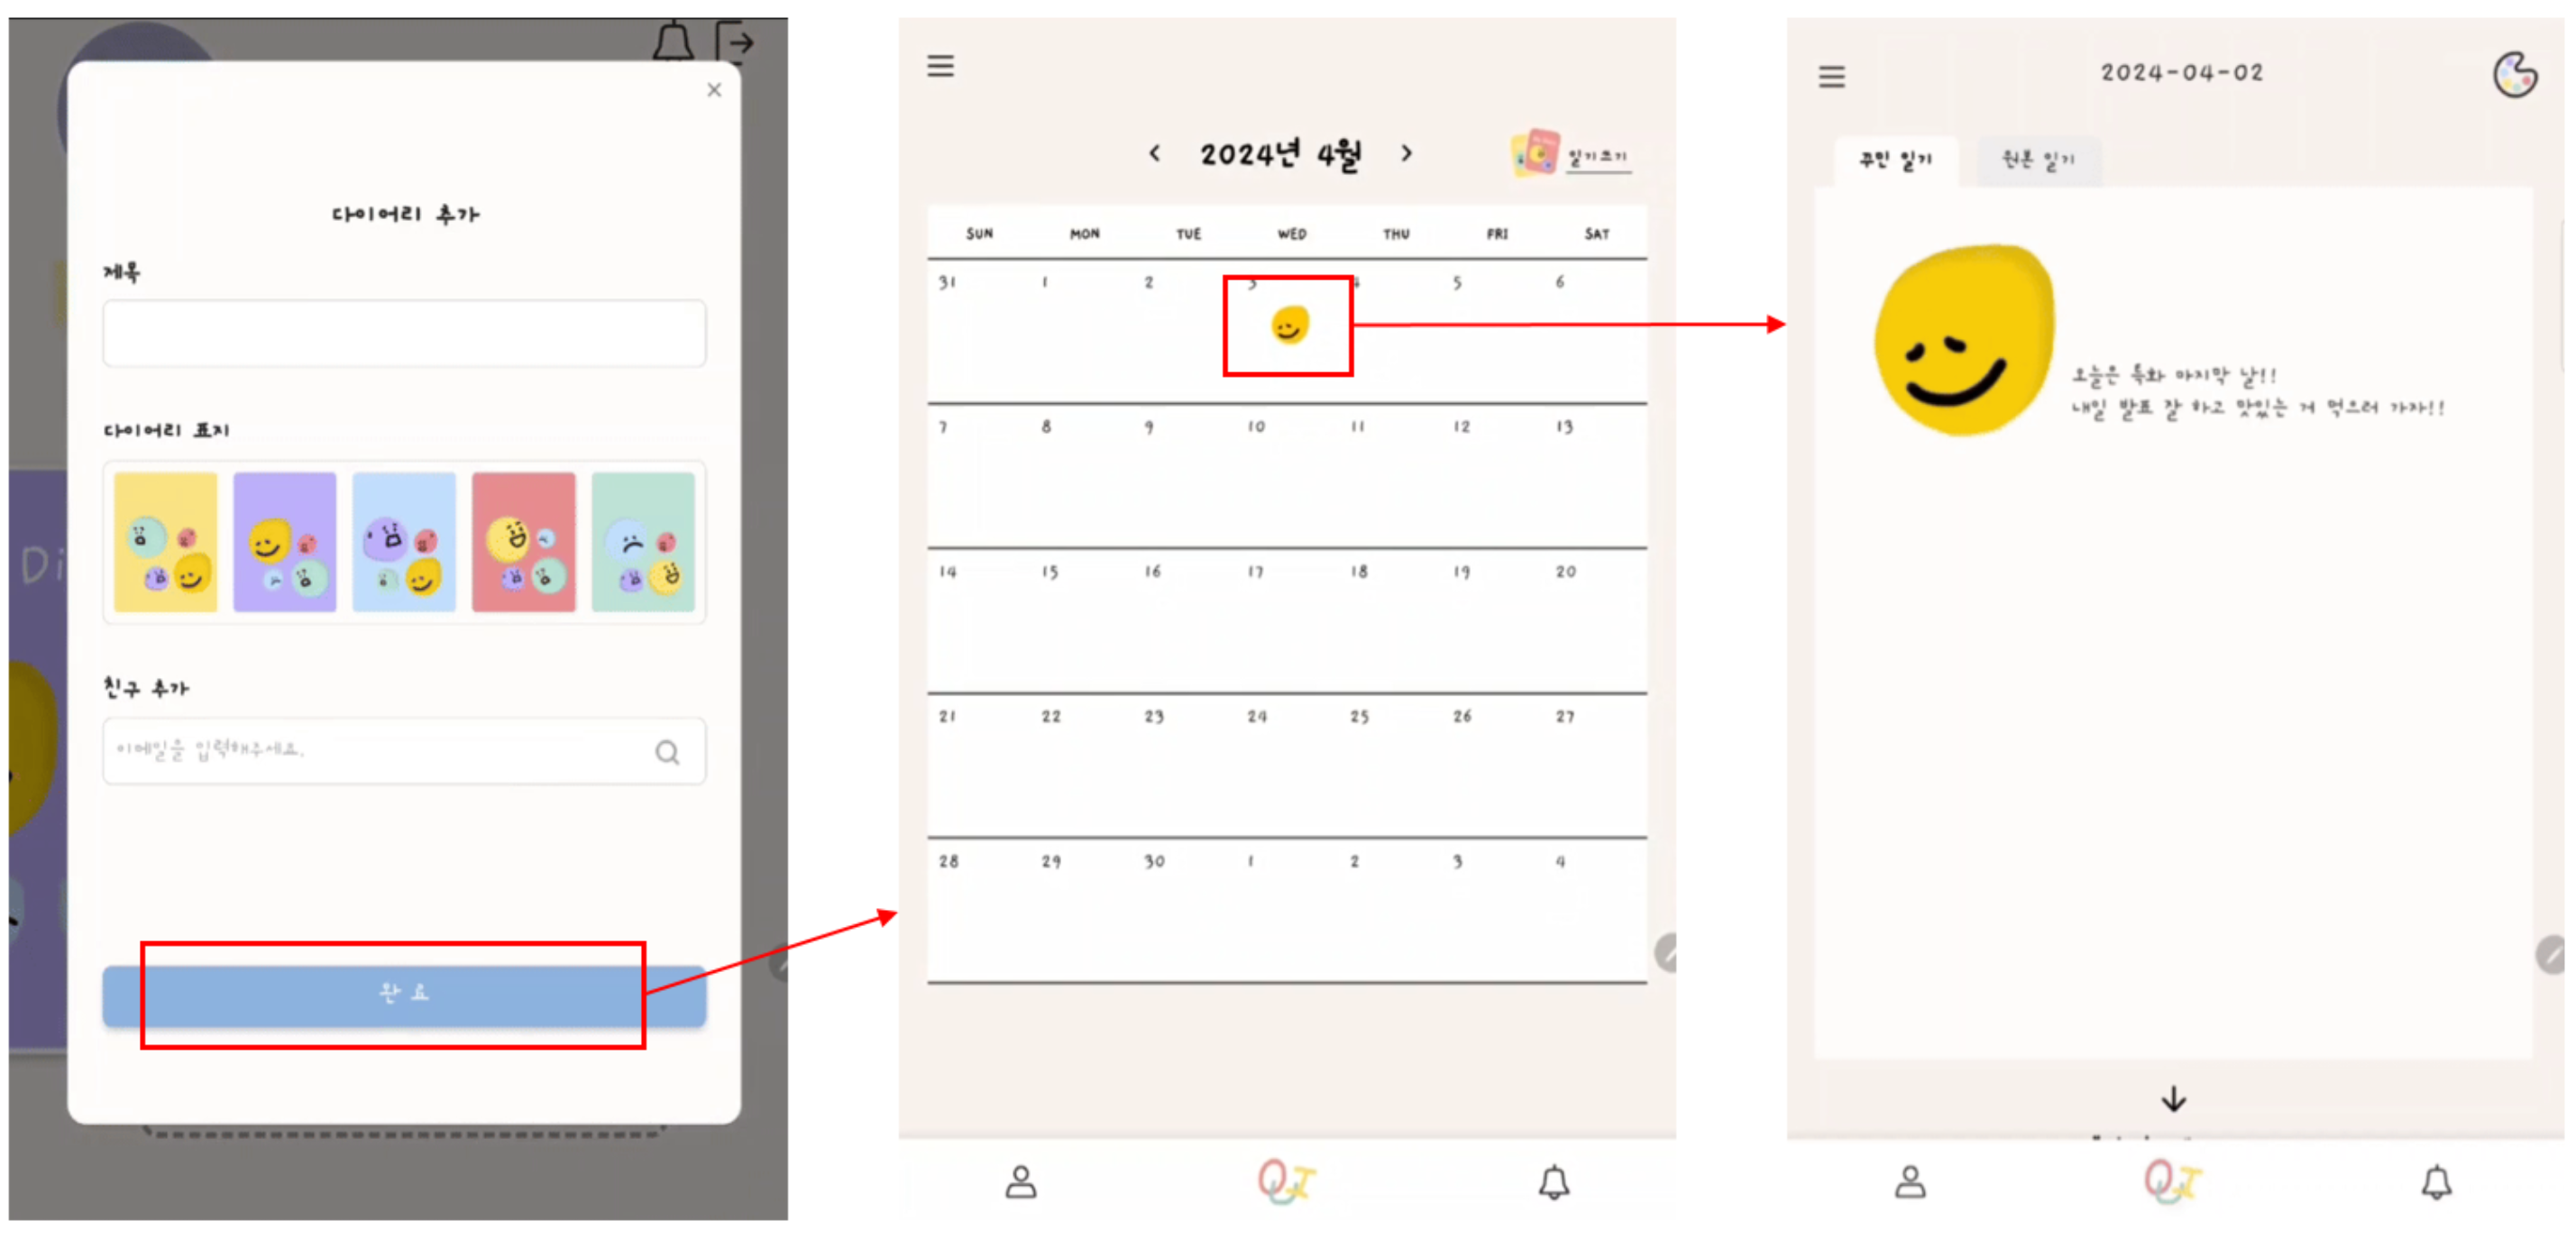 Di
다이어리 추가
제목
다이어리 표지
친구 추가
이메일을 입력해주세요.
완료
2024년 4월
일기쓰기
SUN MON TUE WED THU FRI SAT
31 1 2 3 4 5 6
7 8 9 10 11 12 13
14 15 16 17 18 19 20
21 22 23 24 25 26 27
28 29 30 1 2 3 4
QJ
2024-04-02
꾸민 일기 원본 일기
오늘은 특화 마지막 날!!
내일 발표 잘 하고 맛있는 거 먹으러 가자!!
QJ